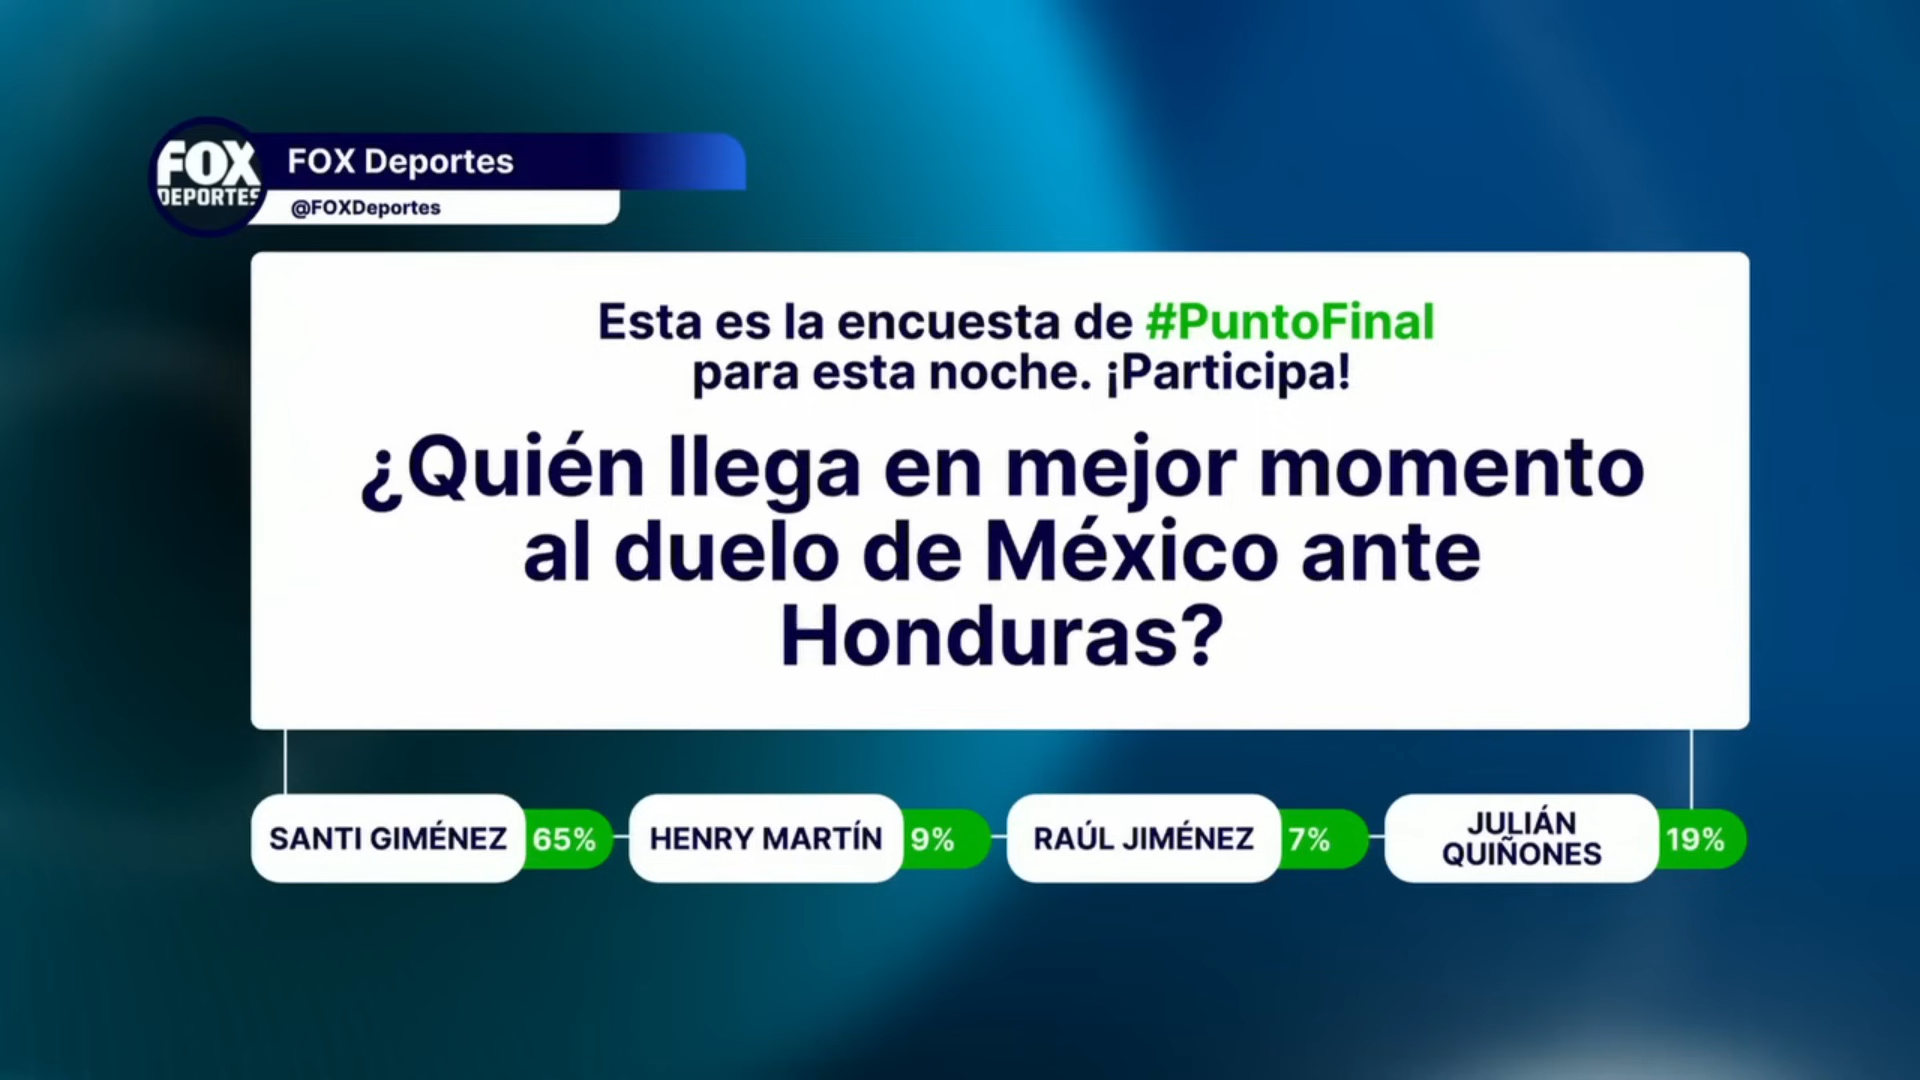 FOX
DEPORTES
FOX Deportes
@FOXDeportes
Esta es la encuesta de #PuntoFinal
para esta noche. ¡Participa!
¿Quién llega en mejor momento
al duelo de México ante
Honduras?
SANTI GIMÉNEZ 65%
HENRY MARTÍN 9%
RAÚL JIMÉNEZ 7%
JULIÁN
QUIÑONES 19%